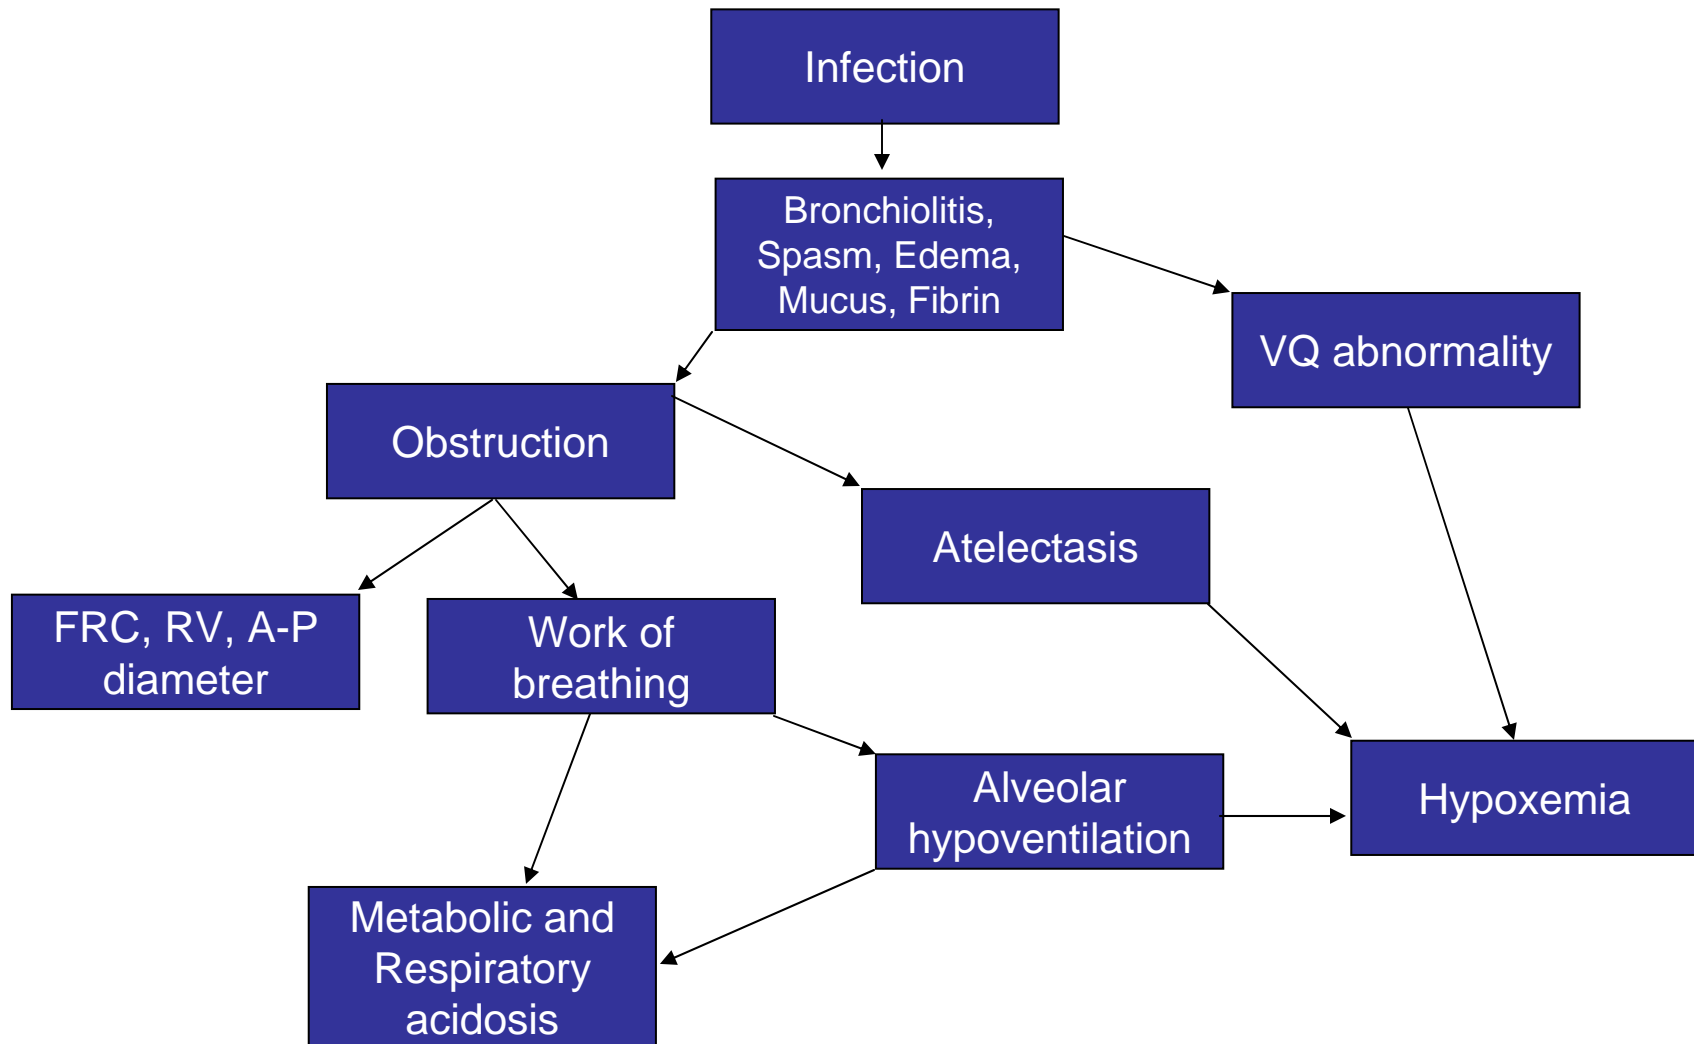 Infection
Bronchiolitis,
Spasm, Edema,
Mucus, Fibrin
VQ abnormality
Obstruction
Atelectasis
FRC, RV, A-P
diameter
Work of
breathing
Alveolar
hypoventilation
Hypoxemia
Metabolic and
Respiratory
acidosis